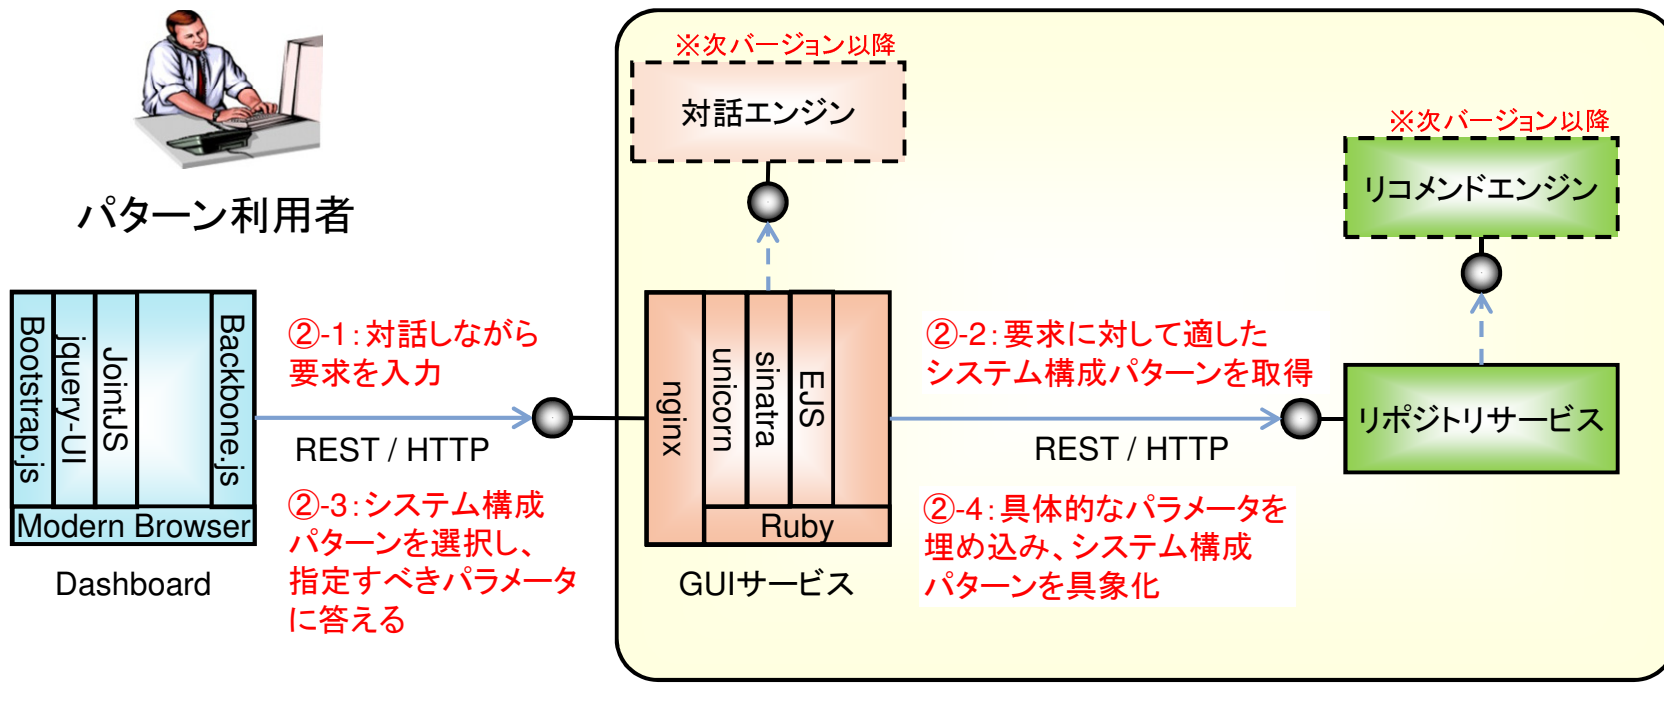 ※次バージョン以降
対話エンジン
※次バージョン以降
リコメンドエンジン
パターン利用者
Bootstrap.js
jquery-UI
JointJS
Backbone.js
Modern Browser
Dashboard
②-1：対話しながら
要求を入力
REST / HTTP
②-3：システム構成
パターンを選択し、
指定すべきパラメータ
に答える
nginx
unicorn
sinatra
EJS
Ruby
GUIサービス
②-2：要求に対して適した
システム構成パターンを取得
REST / HTTP
②-4：具体的なパラメータを
埋め込み、システム構成
パターンを具象化
リポジトリサービス